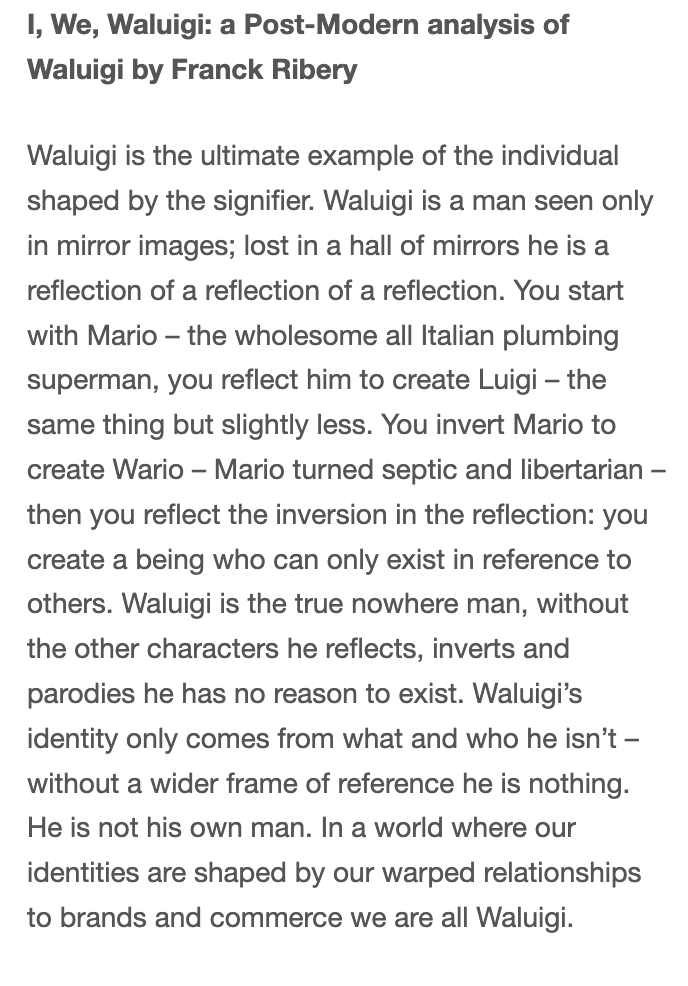 I, We, Waluigi: a Post-Modern analysis of
Waluigi by Franck Ribery
Waluigi is the ultimate example of the individual
shaped by the signifier. Waluigi is a man seen only
in mirror images; lost in a hall of mirrors he is a
reflection of a reflection of a reflection. You start
with Mario – the wholesome all Italian plumbing
superman, you reflect him to create Luigi – the
same thing but slightly less. You invert Mario to
create Wario – Mario turned septic and libertarian –
then you reflect the inversion in the reflection: you
create a being who can only exist in reference to
others. Waluigi is the true nowhere man, without
the other characters he reflects, inverts and
parodies he has no reason to exist. Waluigi’s
identity only comes from what and who he isn’t –
without a wider frame of reference he is nothing.
He is not his own man. In a world where our
identities are shaped by our warped relationships
to brands and commerce we are all Waluigi.